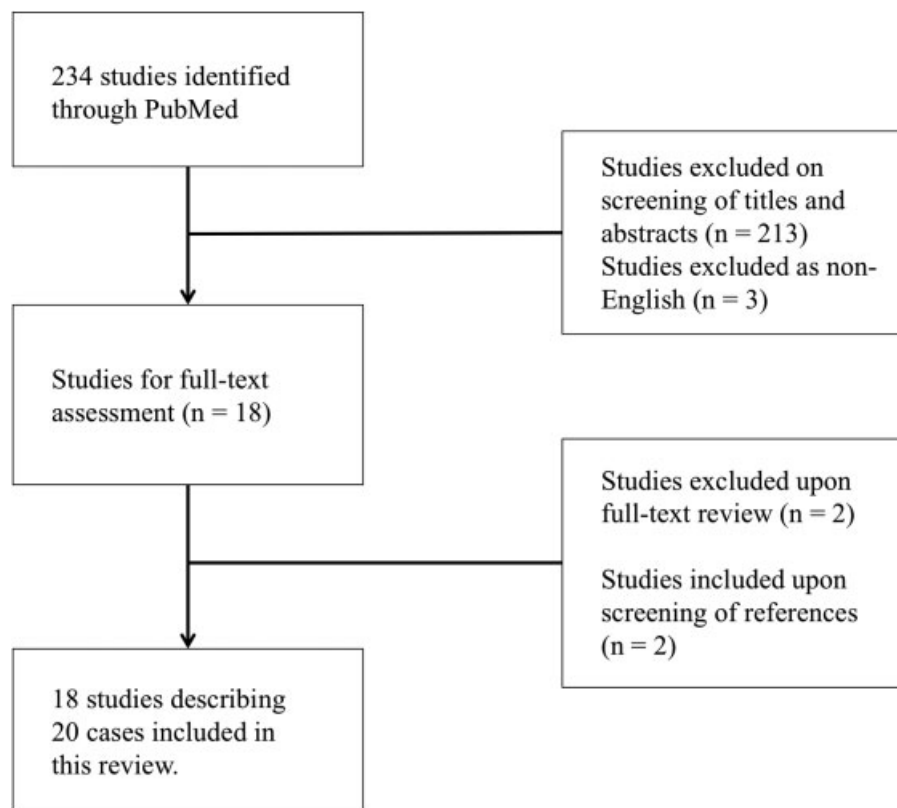 234 studies identified
through PubMed
Studies excluded on
screening of titles and
abstracts (n = 213)
Studies excluded as non-
English (n = 3)
Studies for full-text
assessment (n = 18)
Studies excluded upon
full-text review (n = 2)
Studies included upon
screening of references
(n = 2)
18 studies describing
20 cases included in
this review.